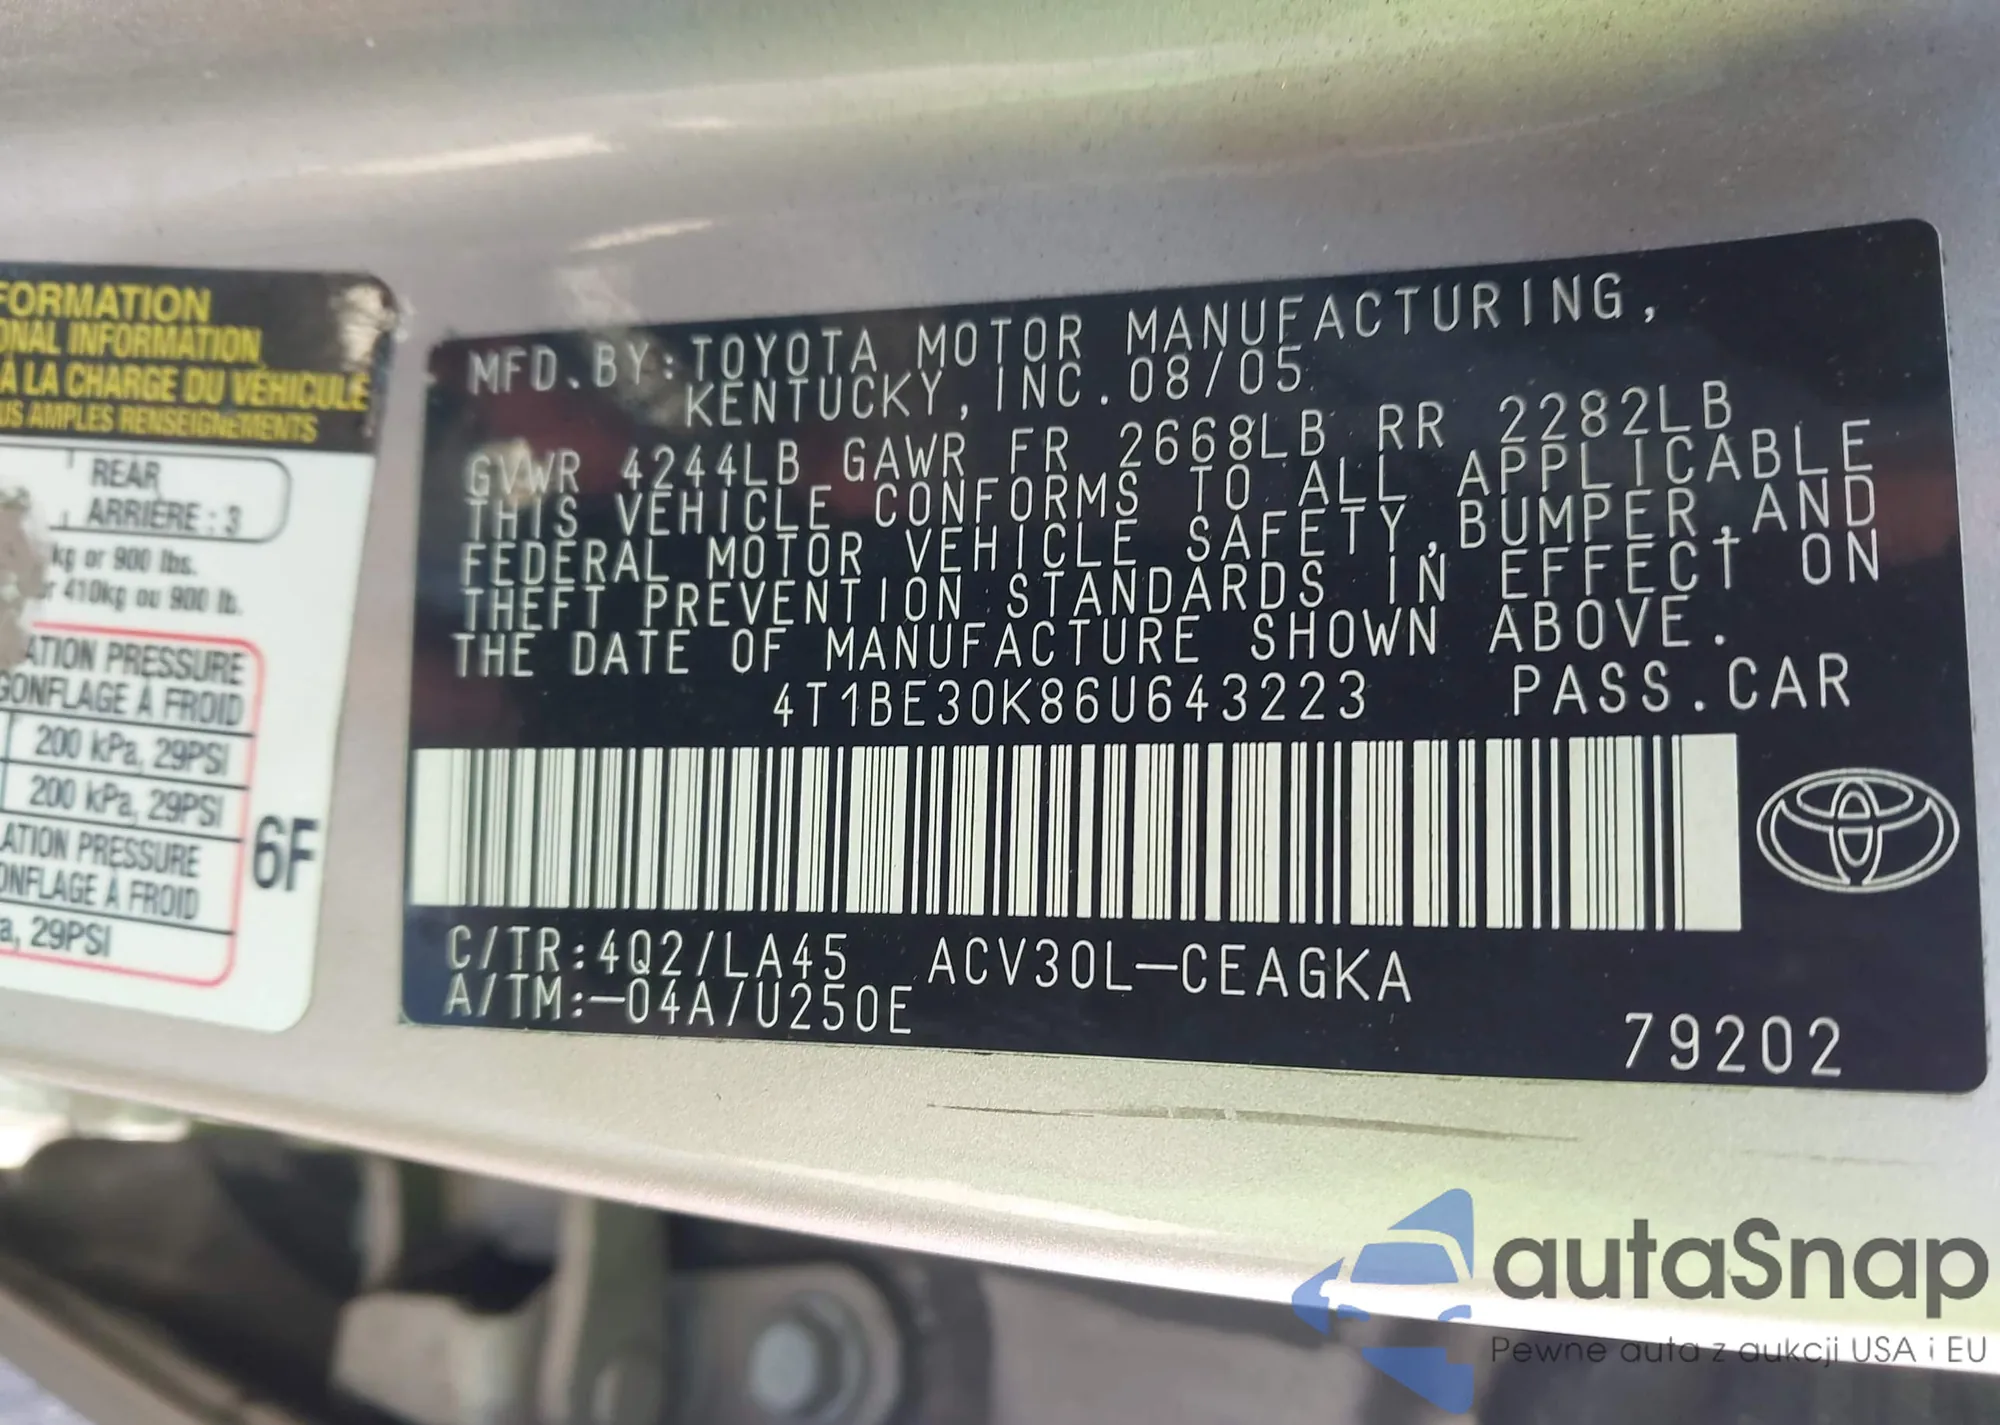 FORMATION
ONAL INFORMATION
À LA CHARGE DU VÉHICULE
US AMPLES RENSEIGNEMENTS
REAR
ARRIÈRE : 3
kg or 900 lbs.
r 410kg ou 900 lb.
ATION PRESSURE
GONFLAGE À FROID
200 kPa, 29PSI
200 kPa, 29PSI
LATION PRESSURE
ONFLAGE À FROID
a, 29PSI
6F
MFD.BY:TOYOTA MOTOR MANUFACTURING,
KENTUCKY,INC.08/05
GVWR 4244LB GAWR FR 2668LB RR 2282LB
THIS VEHICLE CONFORMS TO ALL APPLICABLE
FEDERAL MOTOR VEHICLE SAFETY,BUMPER,AND
THEFT PREVENTION STANDARDS IN EFFECT ON
THE DATE OF MANUFACTURE SHOWN ABOVE.
4T1BE30K86U643223 PASS.CAR
C/TR:4Q2/LA45 ACV30L-CEAGKA
A/TM:-04A/U250E
79202
autaSnap
Pewne auta z aukcji USA i EU